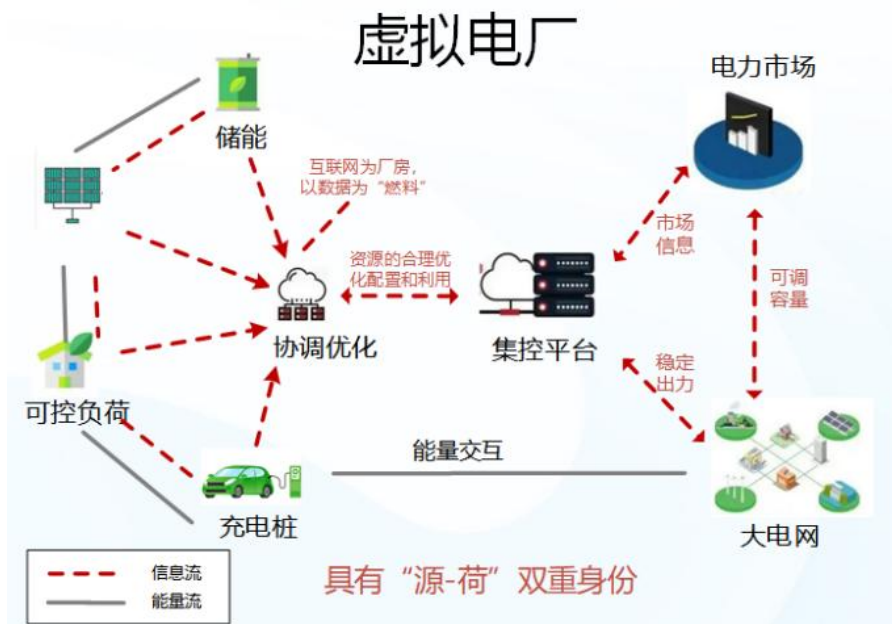 虚拟电厂
电力市场
储能
互联网为厂房，
以数据为“燃料”
市场
信息
资源的合理优
化配置和利用
可调
容量
协调优化
集控平台
稳定
出力
可控负荷
能量交互
充电桩
大电网
信息流
能量流
具有“源-荷”双重身份